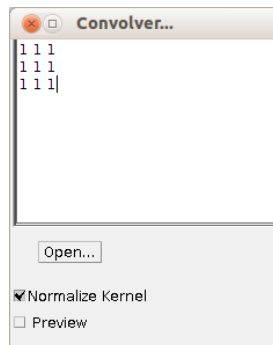 Convolver...
1 1 1
1 1 1
1 1 1
Open...
Normalize Kernel
Preview